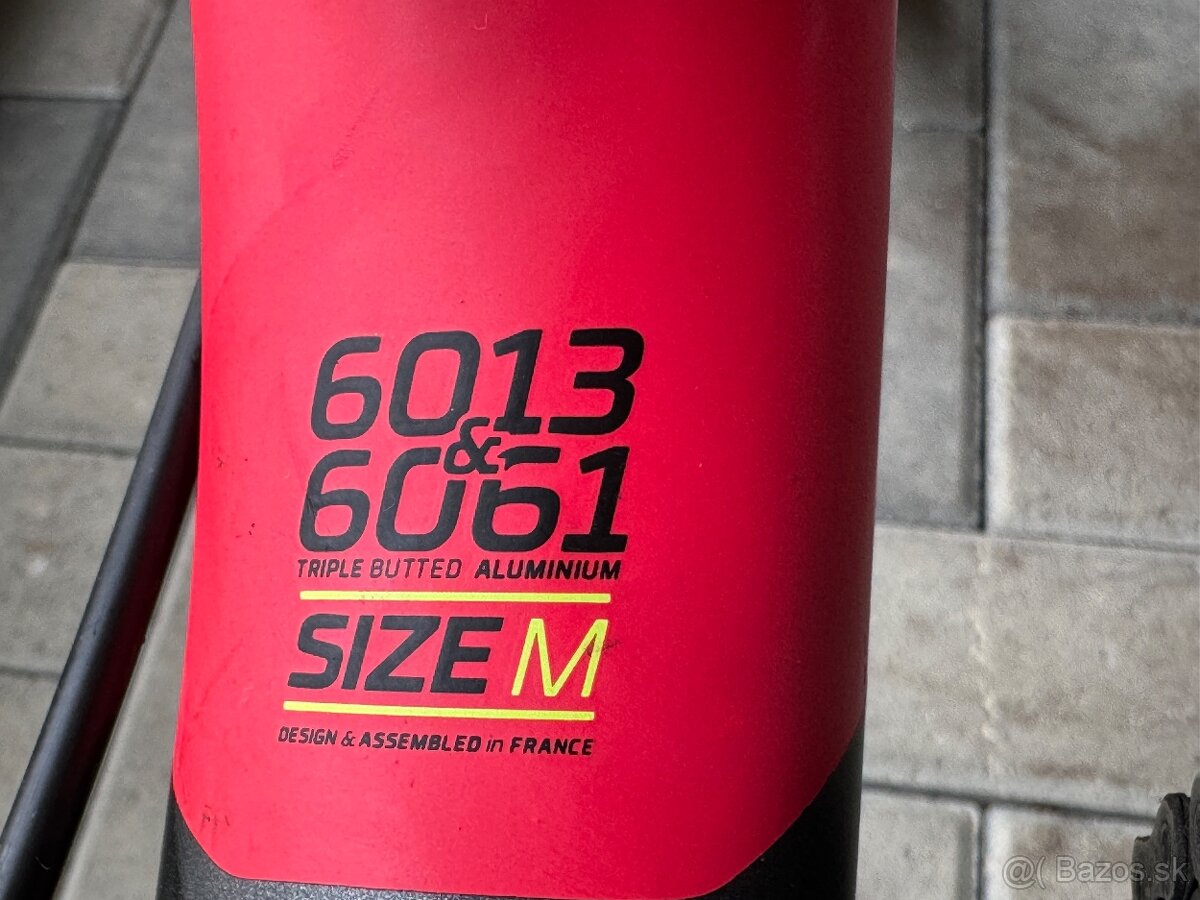 6013
&
6061
TRIPLE BUTTED ALUMINIUM
SIZE M
DESIGN & ASSEMBLED in FRANCE
@( Bazos.sk